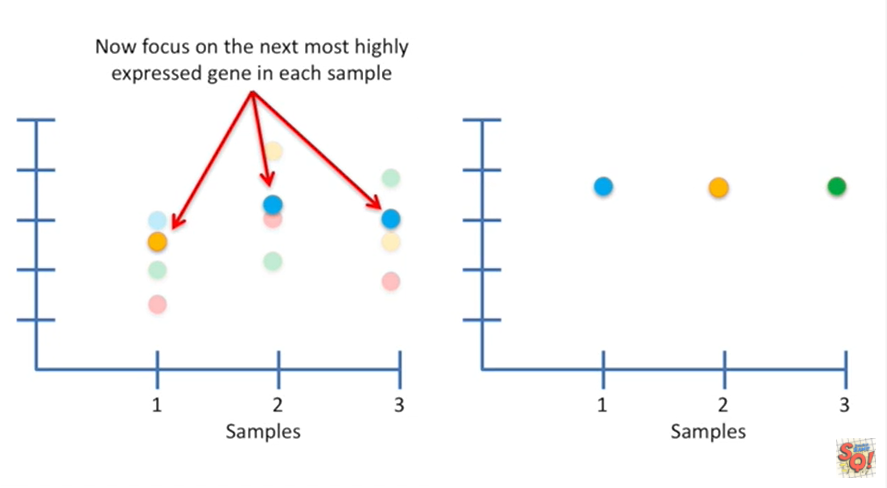 Now focus on the next most highly
expressed gene in each sample
1
2
3
Samples
1
2
3
Samples
SO!